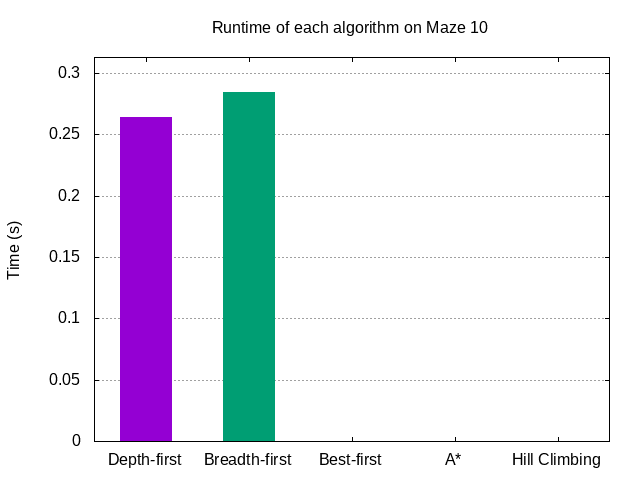 Runtime of each algorithm on Maze 10
0.3
0.25
0.2
0.15
0.1
0.05
0
Time (s)
Depth-first Breadth-first Best-first A* Hill Climbing